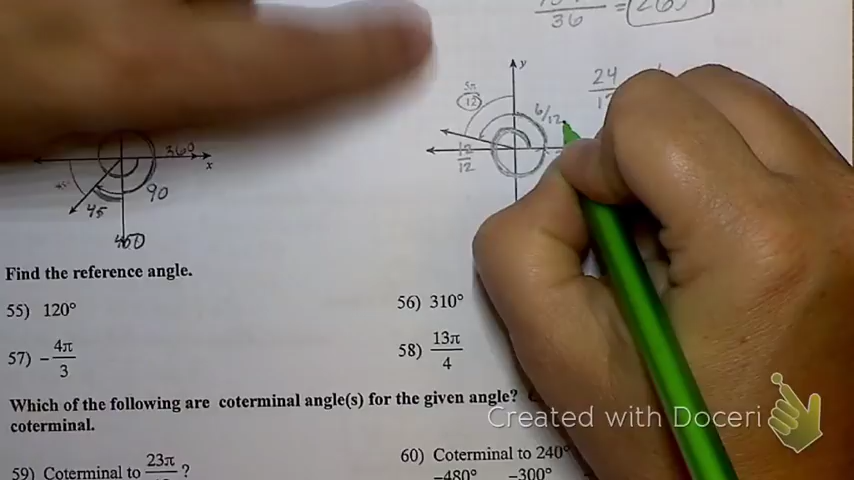 36 =
y
24
5π
12
6/12
12
12
360
x
90
45
450
Find the reference angle.
55) 120° 56) 310°
57) -4π/3 58) 13π/4
Created with Doceri
Which of the following are coterminal angle(s) for the given angle?
coterminal.
59) Coterminal to 23π ? 60) Coterminal to 240°
-480° -300°